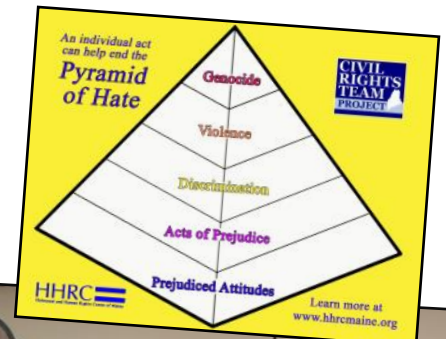 An individual act
can help end the
Pyramid
of Hate
CIVIL
RIGHTS
TEAM
PROJECT
Genocide
Violence
Discrimination
Acts of Prejudice
Prejudiced Attitudes
HHRC
Learn more at
www.hhrcmaine.org